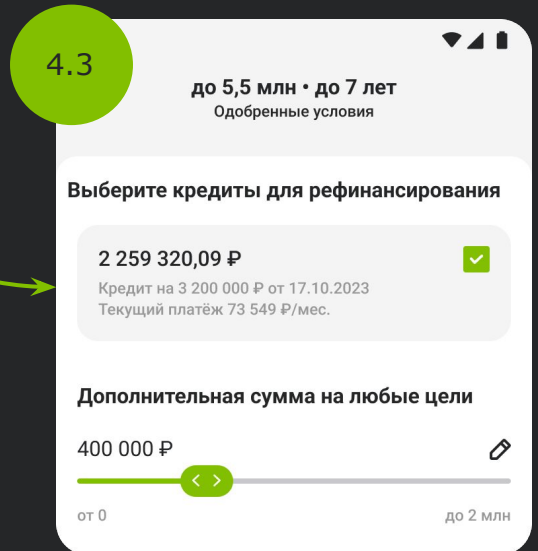 4.3
до 5,5 млн • до 7 лет
Одобренные условия
Выберите кредиты для рефинансирования
2 259 320,09 ₽
Кредит на 3 200 000 ₽ от 17.10.2023
Текущий платёж 73 549 ₽/мес.
Дополнительная сумма на любые цели
400 000 ₽
от 0
до 2 млн